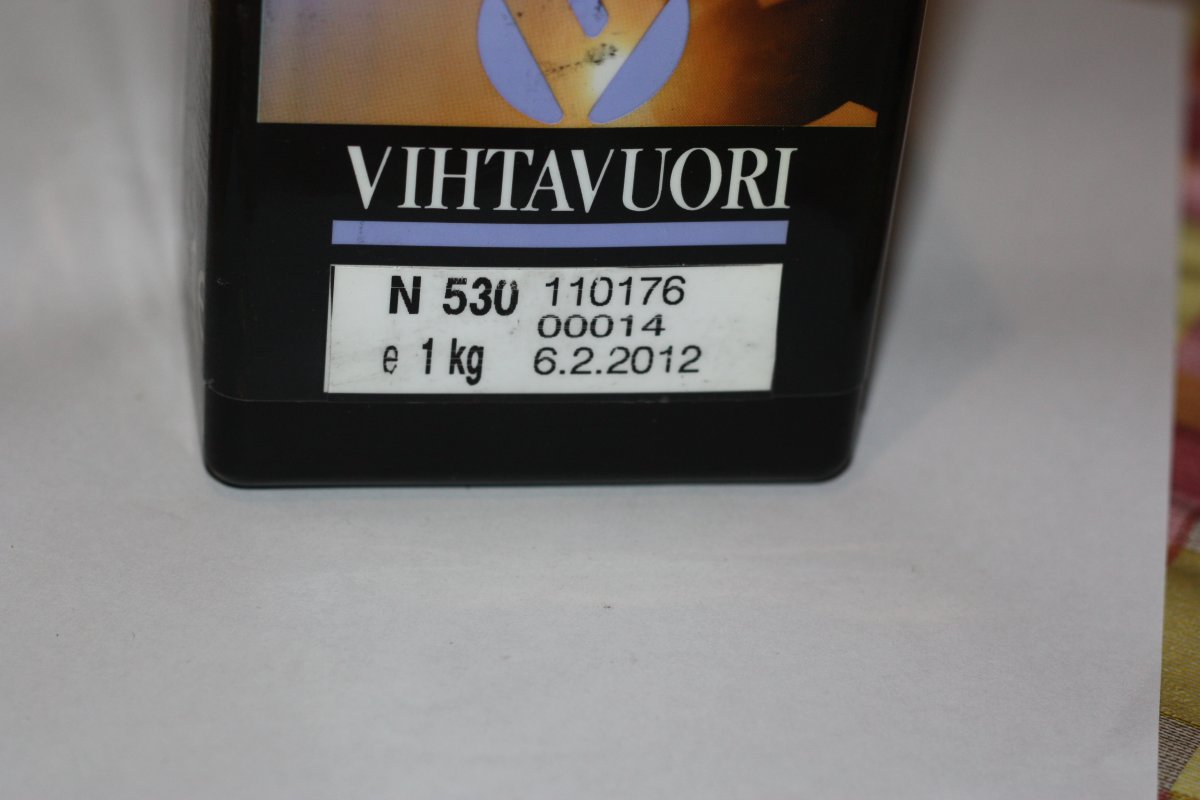 VIHTAVUORI
N 530 110176
00014
e 1 kg 6.2.2012